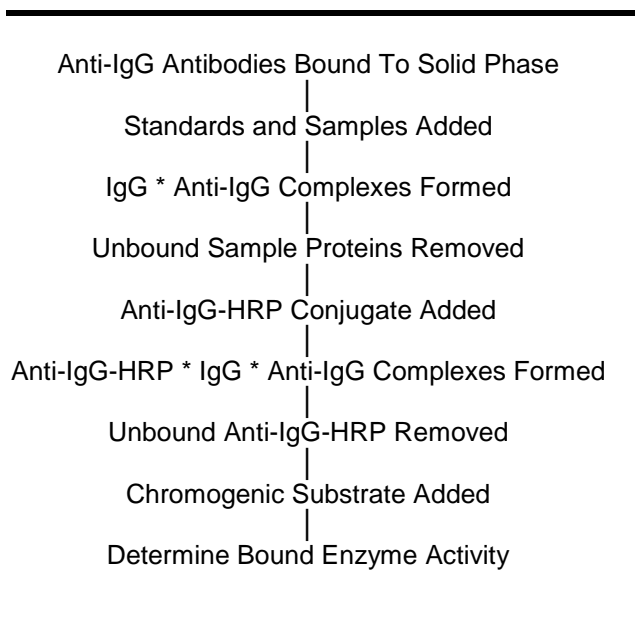 Anti-IgG Antibodies Bound To Solid Phase
Standards and Samples Added
IgG * Anti-IgG Complexes Formed
Unbound Sample Proteins Removed
Anti-IgG-HRP Conjugate Added
Anti-IgG-HRP * IgG * Anti-IgG Complexes Formed
Unbound Anti-IgG-HRP Removed
Chromogenic Substrate Added
Determine Bound Enzyme Activity